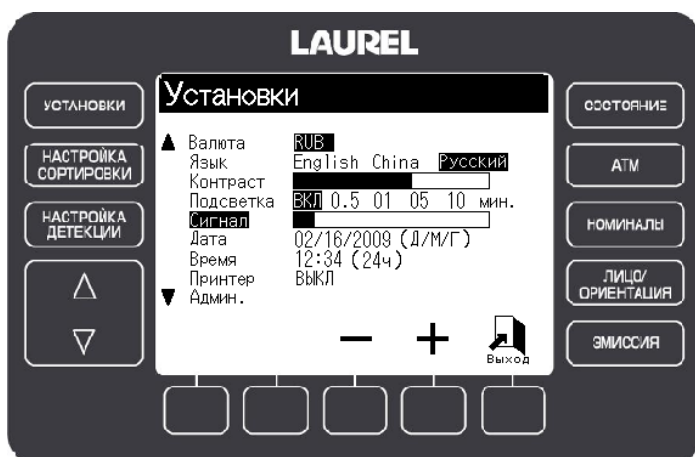 LAUREL
УСТАНОВКИ
НАСТРОЙКА
СОРТИРОВКИ
НАСТРОЙКА
ДЕТЕКЦИИ
Установки
Валюта RUB
Язык English China Русский
Контраст
Подсветка ВКЛ 0.5 01 05 10 мин.
Сигнал
Дата 02/16/2009 (Д/М/Г)
Время 12:34 (24ч)
Принтер ВЫКЛ
Админ.
Выход
СОСТОЯНИЕ
ATM
НОМИНАЛЫ
ЛИЦО/
ОРИЕНТАЦИЯ
ЭМИССИЯ